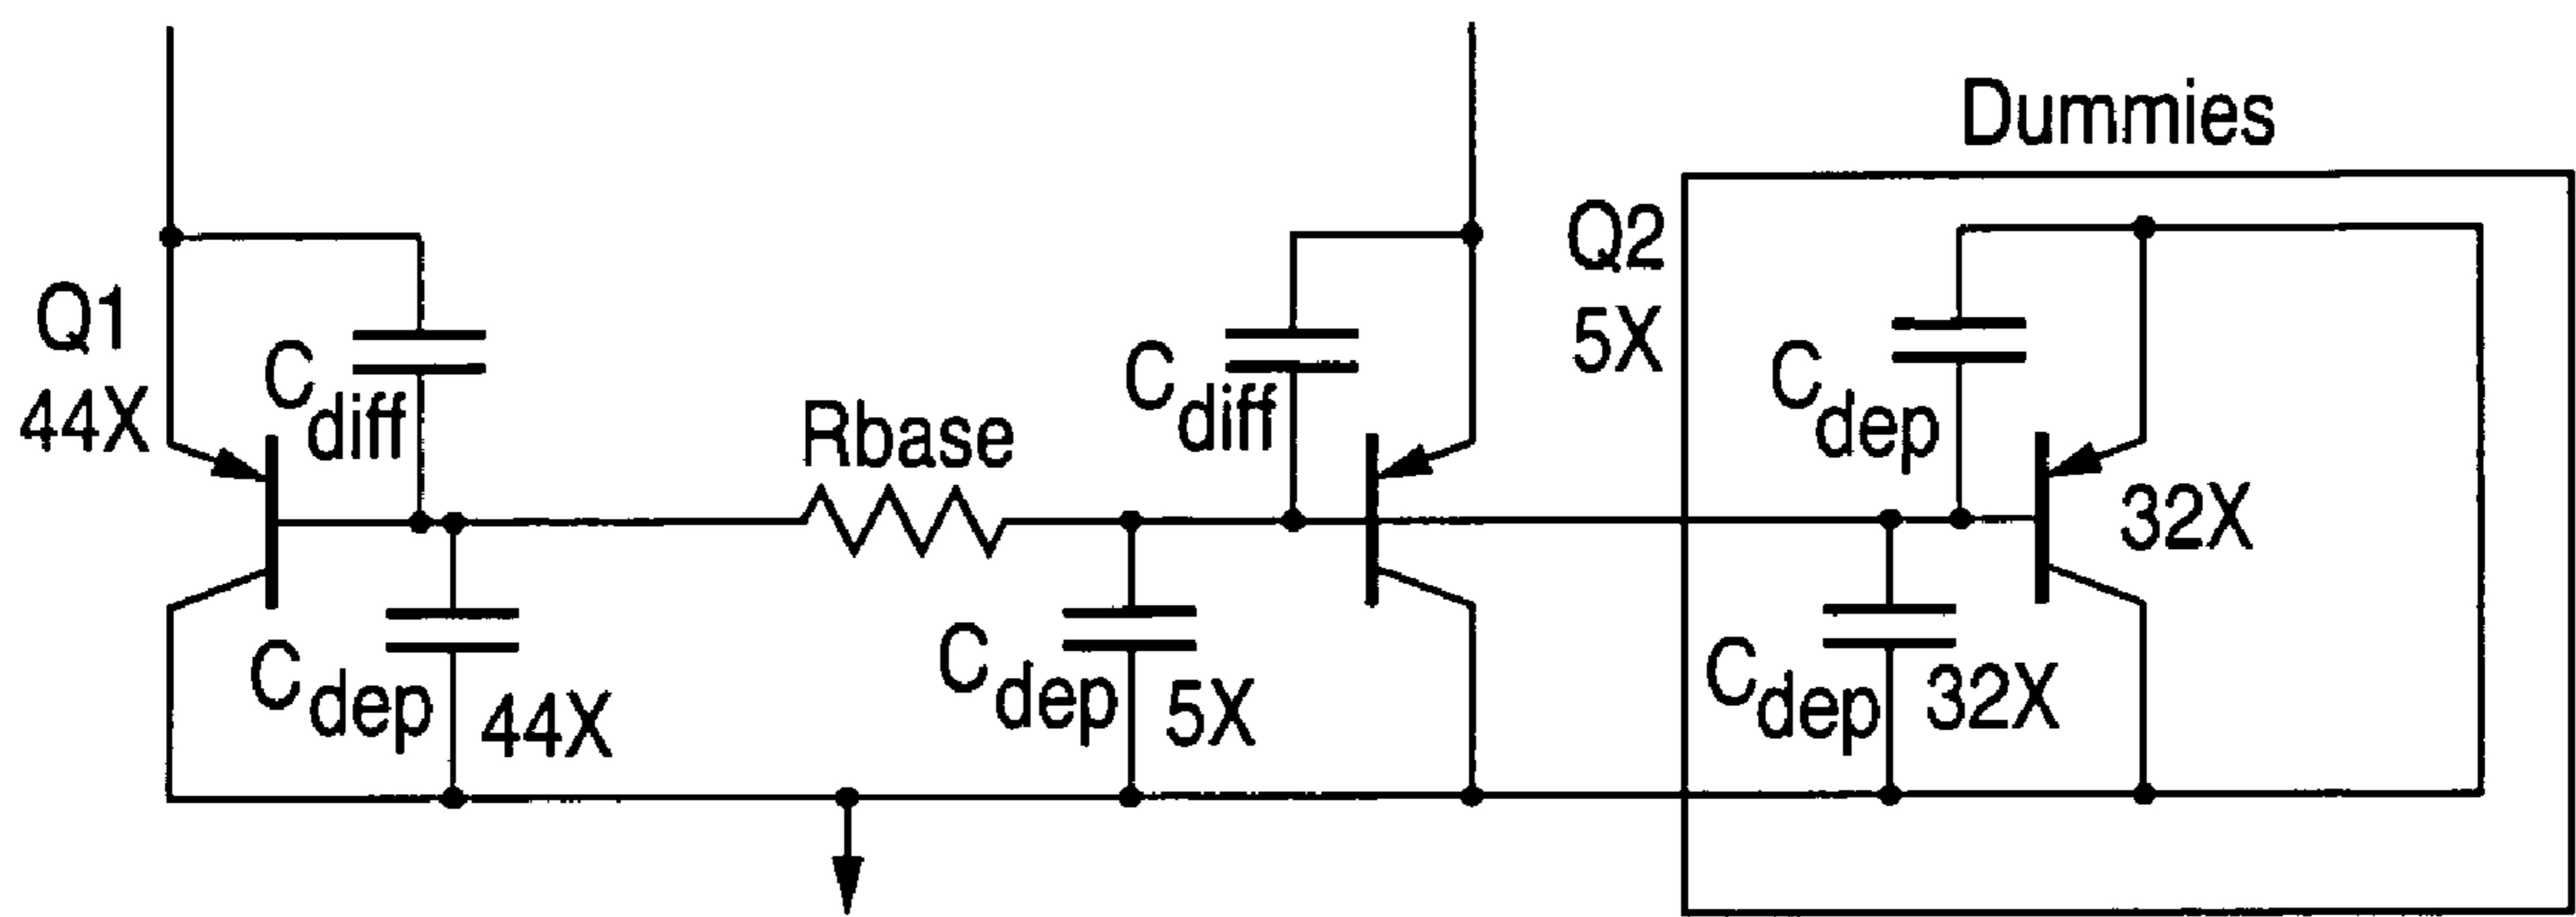 Dummies
Q1
44X
C diff
C dep
44X
Rbase
C diff
C dep
5X
Q2
5X
C dep
32X
C dep
32X